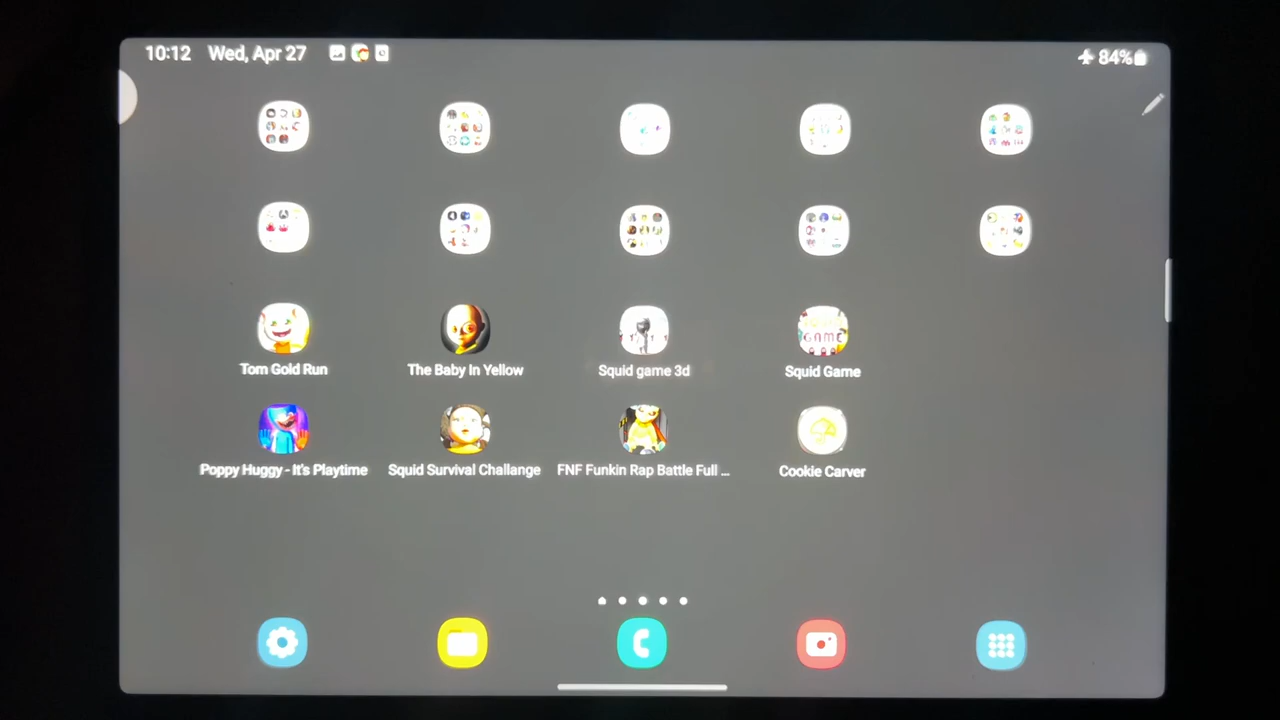 10:12 Wed, Apr 27 84%
Tom Gold Run The Baby In Yellow Squid game 3d Squid Game
GAME
Poppy Huggy - It's Playtime Squid Survival Challange FNF Funkin Rap Battle Full ... Cookie Carver